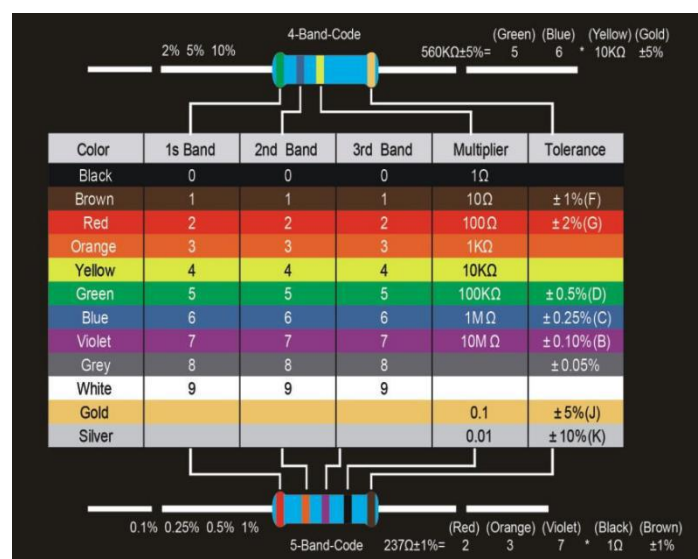 4-Band-Code
2% 5% 10%
(Green) (Blue) (Yellow) (Gold)
560KΩ±5%= 5 6 * 10KΩ ±5%
Color 1s Band 2nd Band 3rd Band Multiplier Tolerance
Black 0 0 0 1Ω
Brown 1 1 1 10Ω ±1%(F)
Red 2 2 2 100Ω ±2%(G)
Orange 3 3 3 1KΩ
Yellow 4 4 4 10KΩ
Green 5 5 5 100KΩ ±0.5%(D)
Blue 6 6 6 1MΩ ±0.25%(C)
Violet 7 7 7 10MΩ ±0.10%(B)
Grey 8 8 8 ±0.05%
White 9 9 9
Gold 0.1 ±5%(J)
Silver 0.01 ±10%(K)
0.1% 0.25% 0.5% 1%
(Red) (Orange) (Violet) (Black) (Brown)
5-Band-Code 237Ω±1%= 2 3 7 * 1Ω ±1%